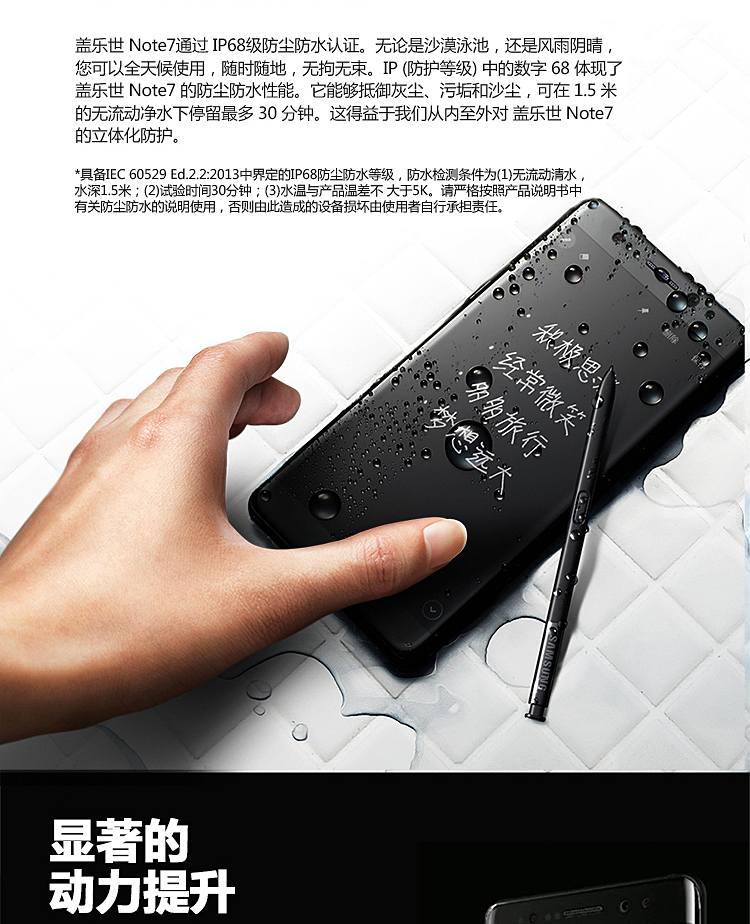 盖乐世 Note7通过 IP68级防尘防水认证。无论是沙漠泳池，还是风雨阴晴，
您可以全天候使用，随时随地，无拘无束。IP (防护等级) 中的数字 68 体现了
盖乐世 Note7 的防尘防水性能。它能够抵御灰尘、污垢和沙尘，可在 1.5 米
的无流动净水下停留最多 30 分钟。这得益于我们从内至外对 盖乐世 Note7
的立体化防护。
*具备IEC 60529 Ed.2.2:2013中界定的IP68防尘防水等级，防水检测条件为(1)无流动清水，
水深1.5米；(2)试验时间30分钟；(3)水温与产品温差不 大于5K。请严格按照产品说明书中
有关防尘防水的说明使用，否则由此造成的设备损坏由使用者自行承担责任。
积极思
经常微笑
多多旅行
梦想远大
SAMSUNG
显著的
动力提升